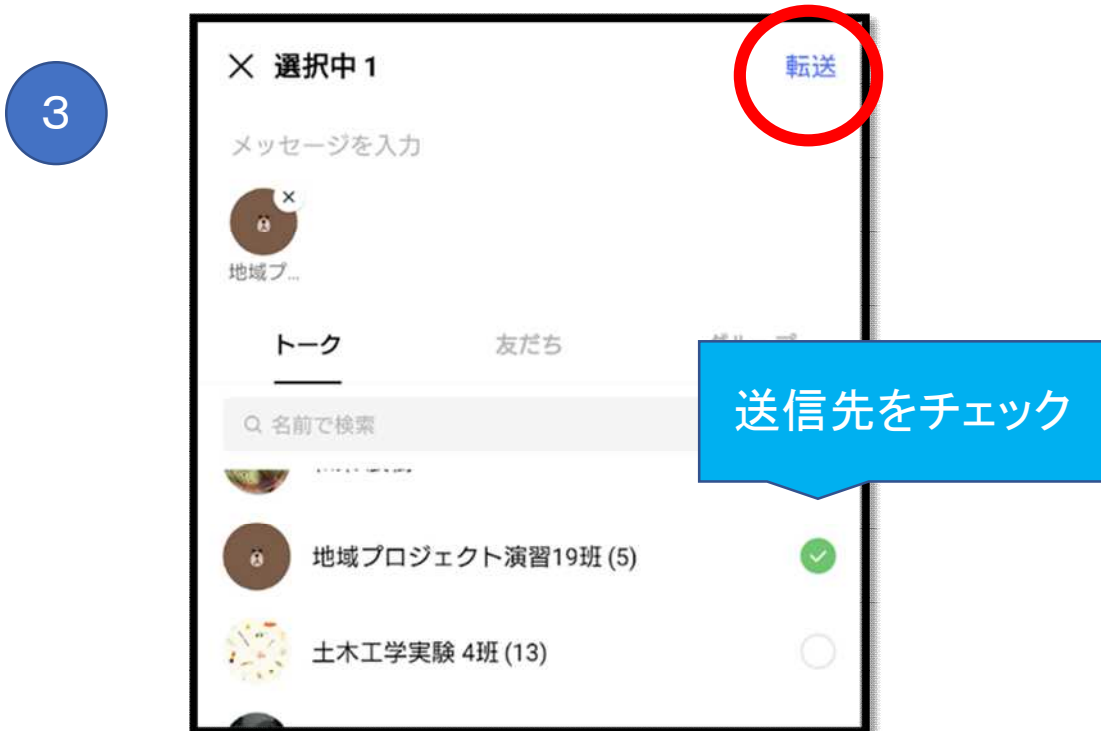 3
× 選択中 1
転送
メッセージを入力
地域プ...
トーク
友だち
送信先をチェック
名前で検索
地域プロジェクト演習19班 (5)
土木工学実験 4班 (13)